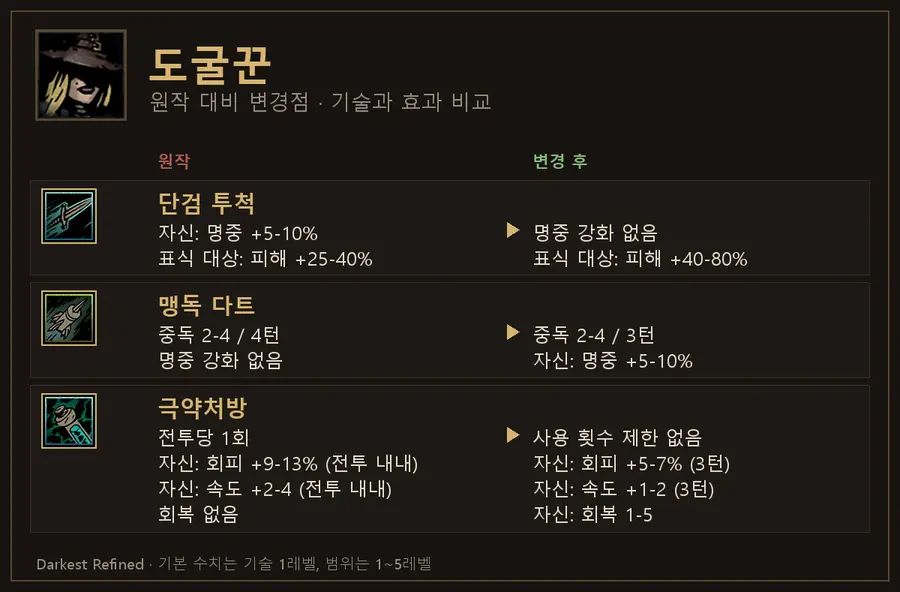 도굴꾼
원작 대비 변경점 · 기술과 효과 비교
원작
변경 후
단검 투척
자신: 명중 +5-10%
▶ 명중 강화 없음
표식 대상: 피해 +25-40%
표식 대상: 피해 +40-80%
맹독 다트
중독 2-4 / 4턴
▶ 중독 2-4 / 3턴
명중 강화 없음
자신: 명중 +5-10%
극약처방
전투당 1회
▶ 사용 횟수 제한 없음
자신: 회피 +9-13% (전투 내내)
자신: 회피 +5-7% (3턴)
자신: 속도 +2-4 (전투 내내)
자신: 속도 +1-2 (3턴)
회복 없음
자신: 회복 1-5
Darkest Refined · 기본 수치는 기술 1레벨, 범위는 1~5레벨